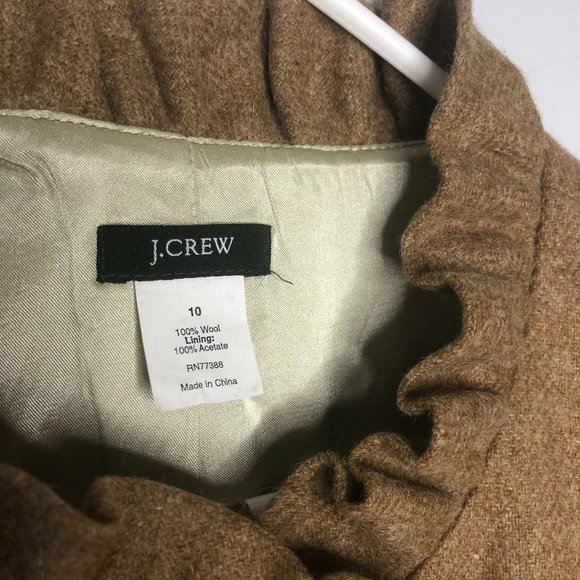 J.CREW
10
100% Wool
Lining:
100% Acetate
RN77388
Made in China